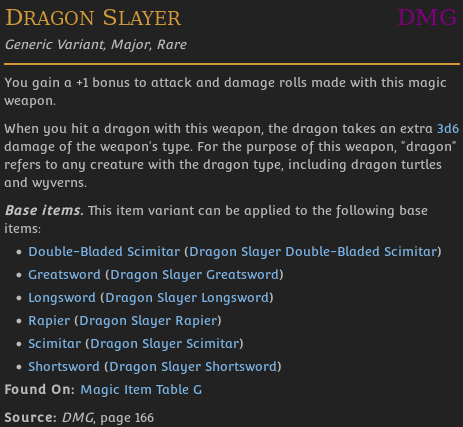 Dragon Slayer DMG
Generic Variant, Major, Rare
You gain a +1 bonus to attack and damage rolls made with this magic
weapon.
When you hit a dragon with this weapon, the dragon takes an extra 3d6
damage of the weapon's type. For the purpose of this weapon, "dragon"
refers to any creature with the dragon type, including dragon turtles
and wyverns.
Base items. This item variant can be applied to the following base
items:
• Double-Bladed Scimitar (Dragon Slayer Double-Bladed Scimitar)
• Greatsword (Dragon Slayer Greatsword)
• Longsword (Dragon Slayer Longsword)
• Rapier (Dragon Slayer Rapier)
• Scimitar (Dragon Slayer Scimitar)
• Shortsword (Dragon Slayer Shortsword)
Found On: Magic Item Table G
Source: DMG, page 166